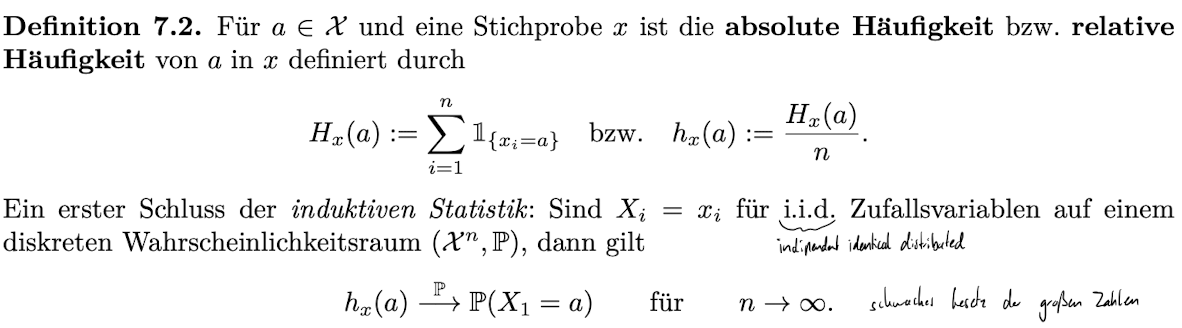 Definition 7.2. Für a ∈ 𝒳 und eine Stichprobe x ist die absolute Häufigkeit bzw. relative
Häufigkeit von a in x definiert durch
H_x(a) := ∑_{i=1}^{n} 𝟙_{\{x_i=a\}} bzw. h_x(a) := \frac{H_x(a)}{n}.
Ein erster Schluss der induktiven Statistik: Sind X_i = x_i für i.i.d. Zufallsvariablen auf einem
diskreten Wahrscheinlichkeitsraum (𝒳^n, ℙ), dann gilt
independent identical distributed
h_x(a) \xrightarrow{ℙ} ℙ(X_1 = a) für n → ∞. schwaches Gesetz der großen Zahlen